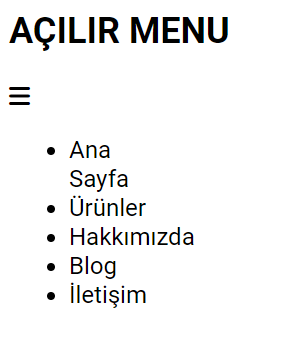 AÇILIR MENU
Ana
Sayfa
Ürünler
Hakkımızda
Blog
İletişim